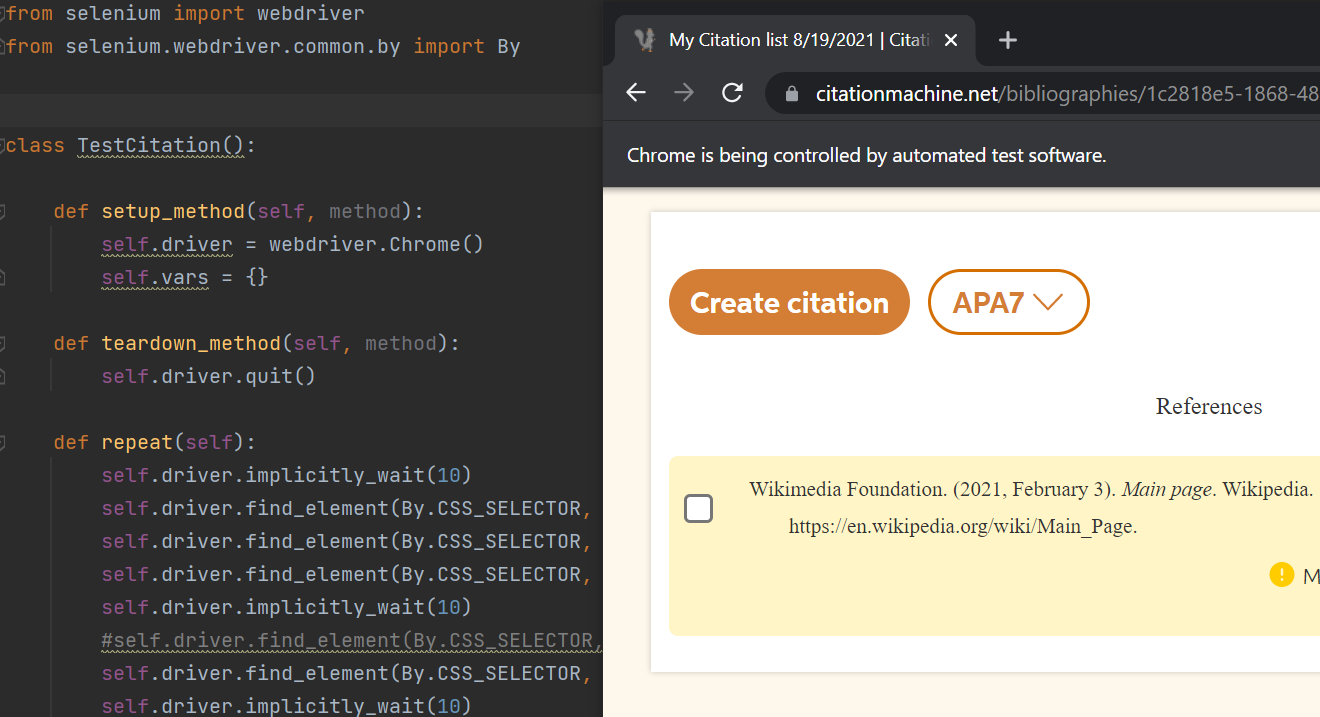 from selenium import webdriver
from selenium.webdriver.common.by import By
class TestCitation():
def setup_method(self, method):
self.driver = webdriver.Chrome()
self.vars = {}
def teardown_method(self, method):
self.driver.quit()
def repeat(self):
self.driver.implicitly_wait(10)
self.driver.find_element(By.CSS_SELECTOR,
self.driver.find_element(By.CSS_SELECTOR,
self.driver.find_element(By.CSS_SELECTOR,
self.driver.implicitly_wait(10)
#self.driver.find_element(By.CSS_SELECTOR,
self.driver.find_element(By.CSS_SELECTOR,
self.driver.implicitly_wait(10)
My Citation list 8/19/2021 | Citati
citationmachine.net/bibliographies/1c2818e5-1868-48
Chrome is being controlled by automated test software.
Create citation
APA7
References
Wikimedia Foundation. (2021, February 3). Main page. Wikipedia.
https://en.wikipedia.org/wiki/Main_Page.
M